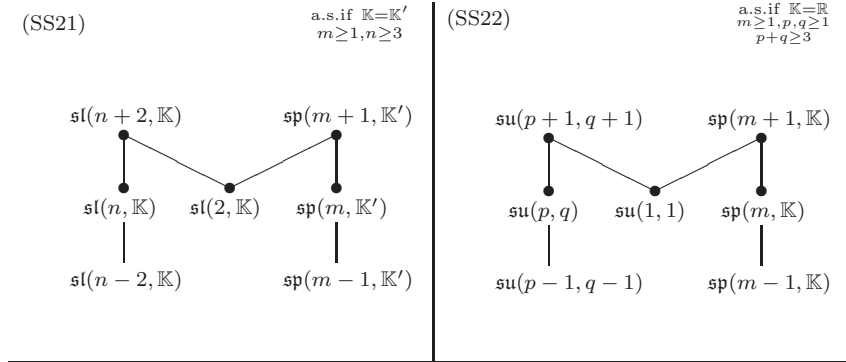 (SS21)
a.s.if 𝕂=𝕂′
m≥1,n≥3
𝔰𝔩(n + 2, 𝕂)
𝔰𝔭(m + 1, 𝕂′)
𝔰𝔩(n, 𝕂)
𝔰𝔩(2, 𝕂)
𝔰𝔭(m, 𝕂′)
𝔰𝔩(n − 2, 𝕂)
𝔰𝔭(m − 1, 𝕂′)
(SS22)
a.s.if 𝕂=ℝ
m≥1,p,q≥1
p+q≥3
𝔰𝔲(p + 1, q + 1)
𝔰𝔭(m + 1, 𝕂)
𝔰𝔲(p, q)
𝔰𝔲(1, 1)
𝔰𝔭(m, 𝕂)
𝔰𝔲(p − 1, q − 1)
𝔰𝔭(m − 1, 𝕂)